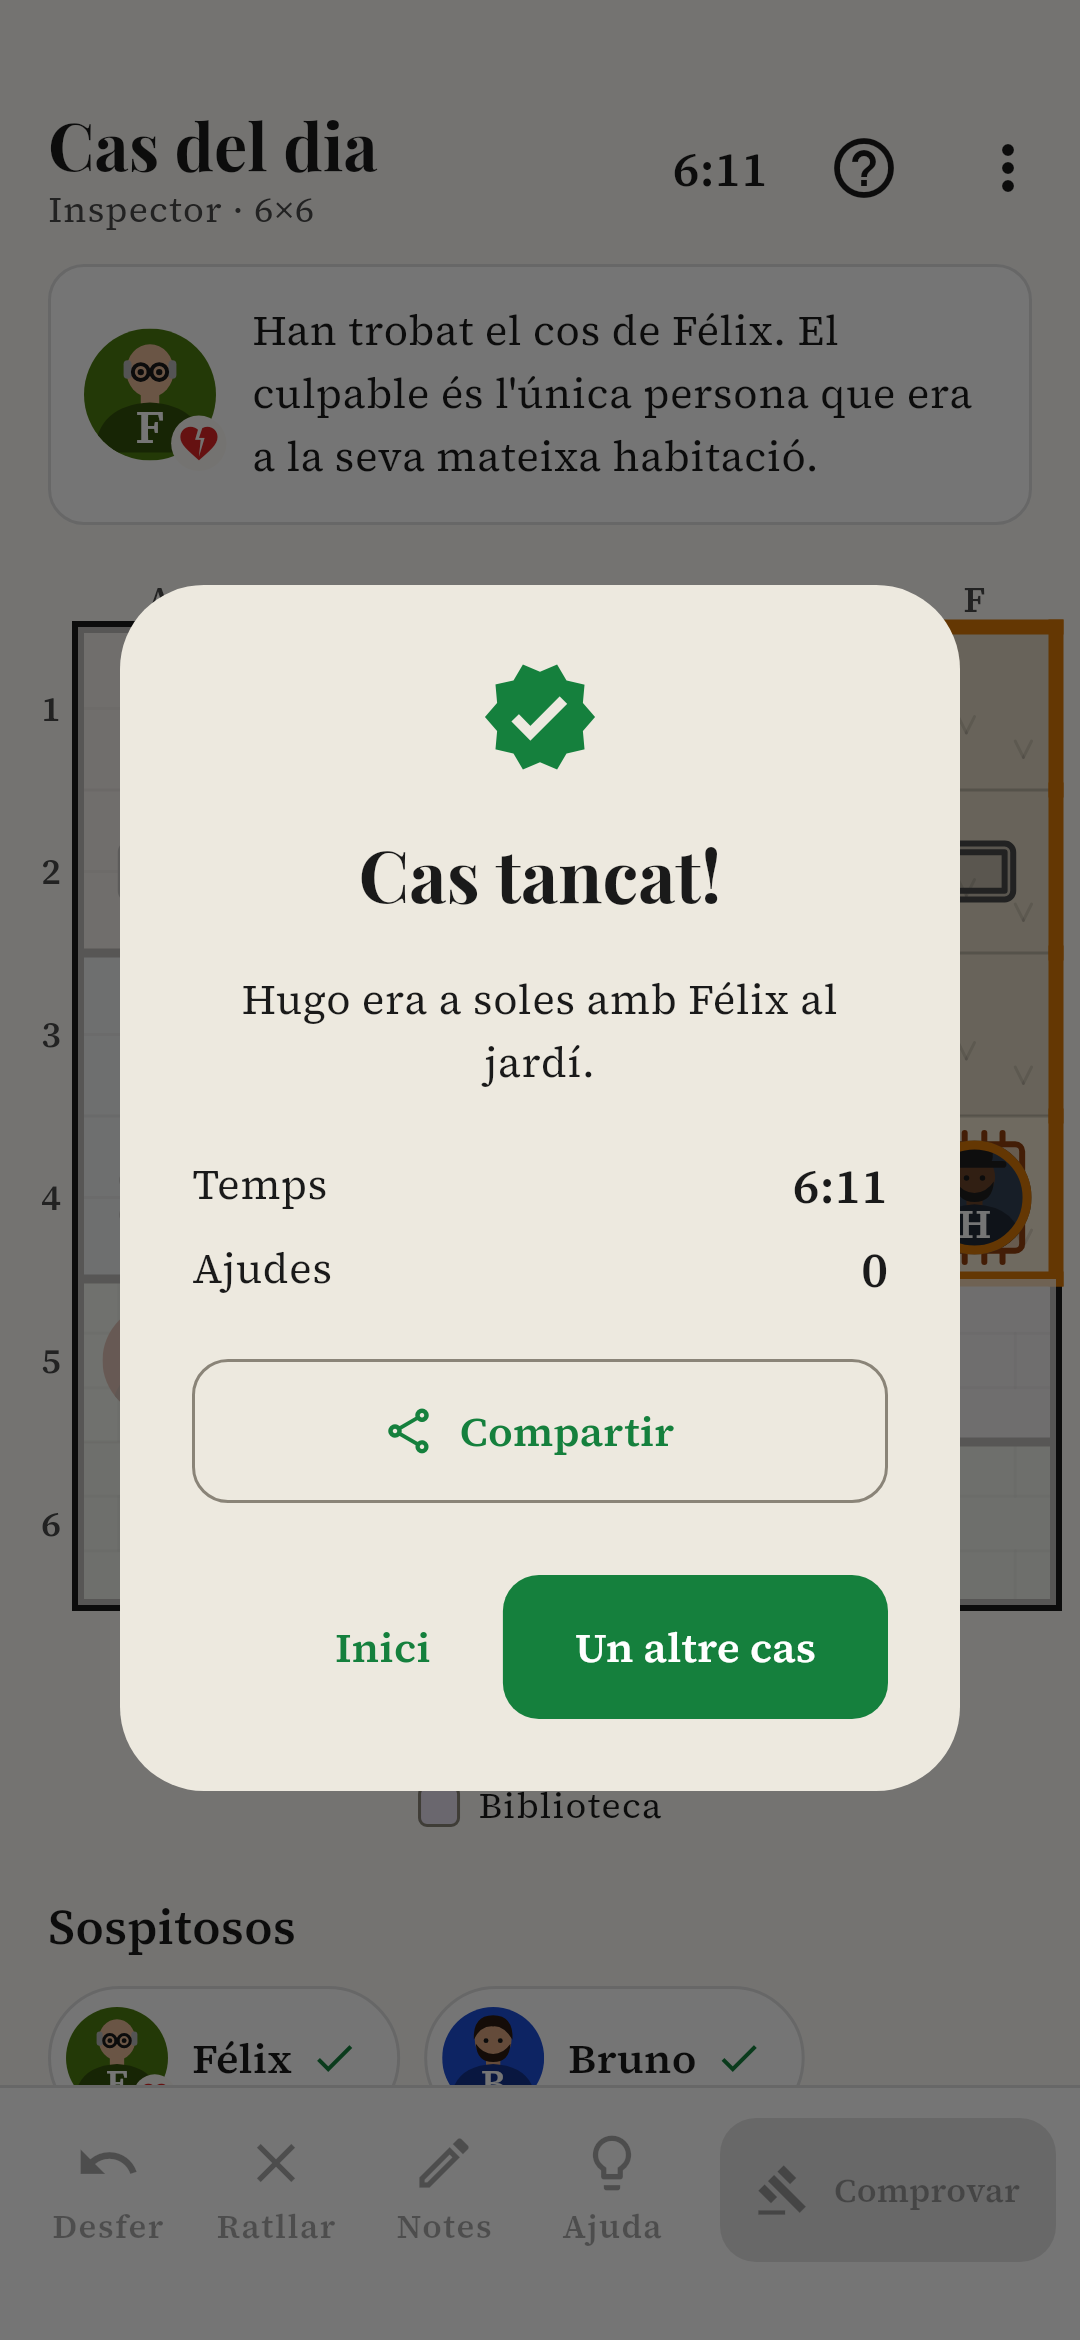 Cas del dia
6:11
Inspector · 6×6
Han trobat el cos de Félix. El
culpable és l'única persona que era
a la seva mateixa habitació.
F
F
1
2
3
4
5
6
H
Cas tancat!
Hugo era a soles amb Félix al
jardí.
Temps 6:11
Ajudes 0
Compartir
Inici
Un altre cas
Biblioteca
Sospitosos
Félix
Bruno
Desfer
Ratllar
Notes
Ajuda
Comprovar